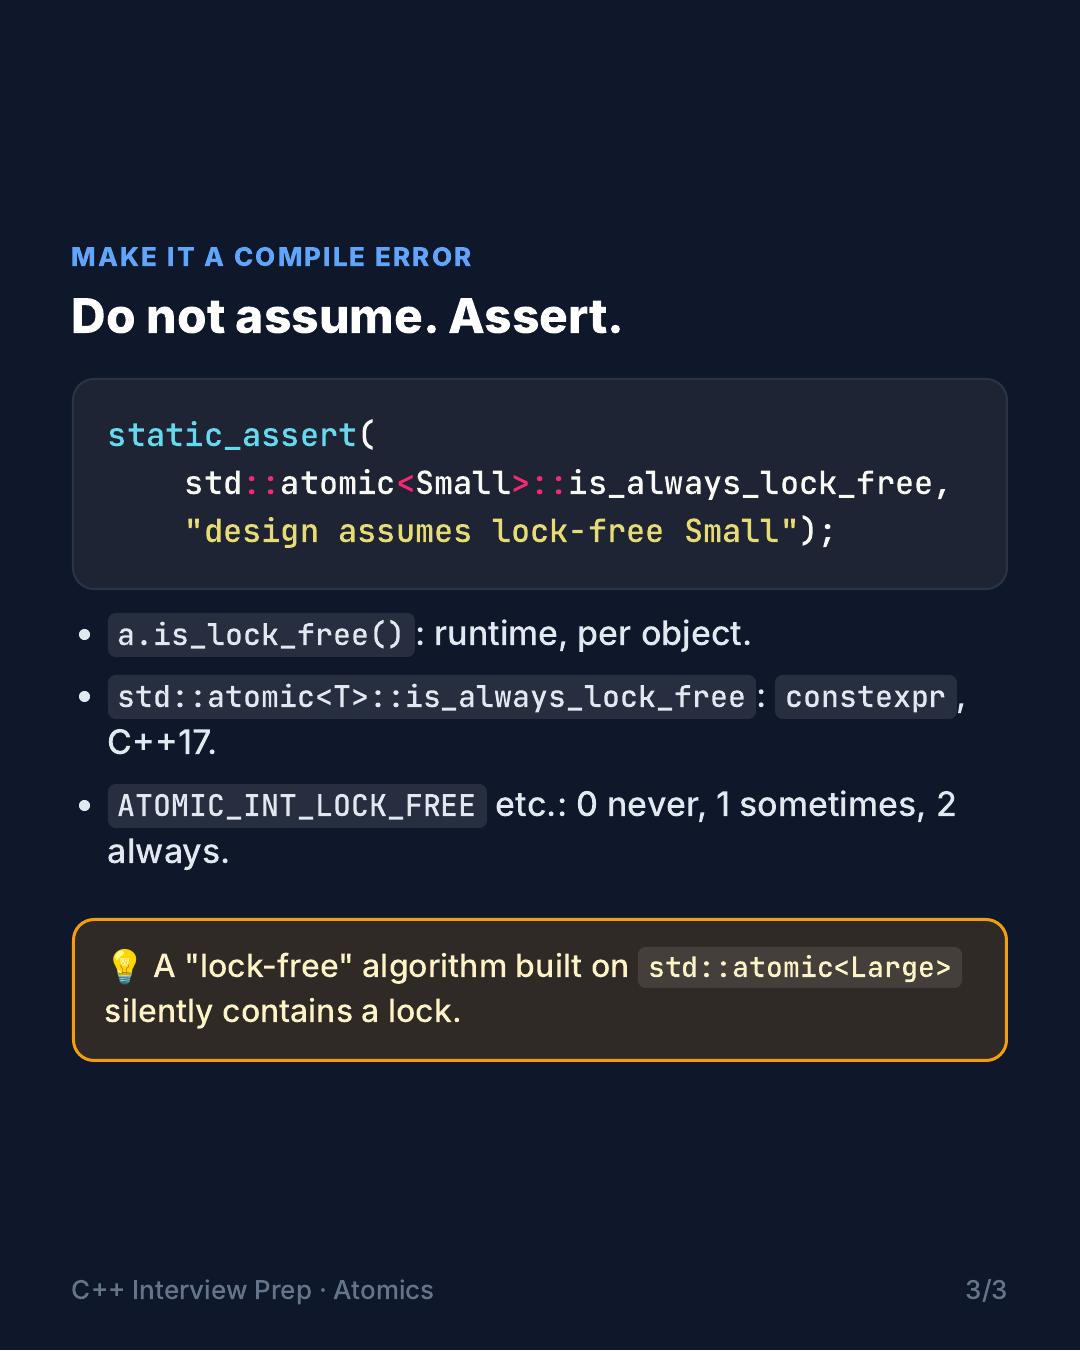 MAKE IT A COMPILE ERROR
Do not assume. Assert.
static_assert(
    std::atomic<Small>::is_always_lock_free,
    "design assumes lock-free Small");
• a.is_lock_free(): runtime, per object.
• std::atomic<T>::is_always_lock_free: constexpr,
C++17.
• ATOMIC_INT_LOCK_FREE etc.: 0 never, 1 sometimes, 2
always.
💡 A "lock-free" algorithm built on std::atomic<Large>
silently contains a lock.
C++ Interview Prep · Atomics
3/3